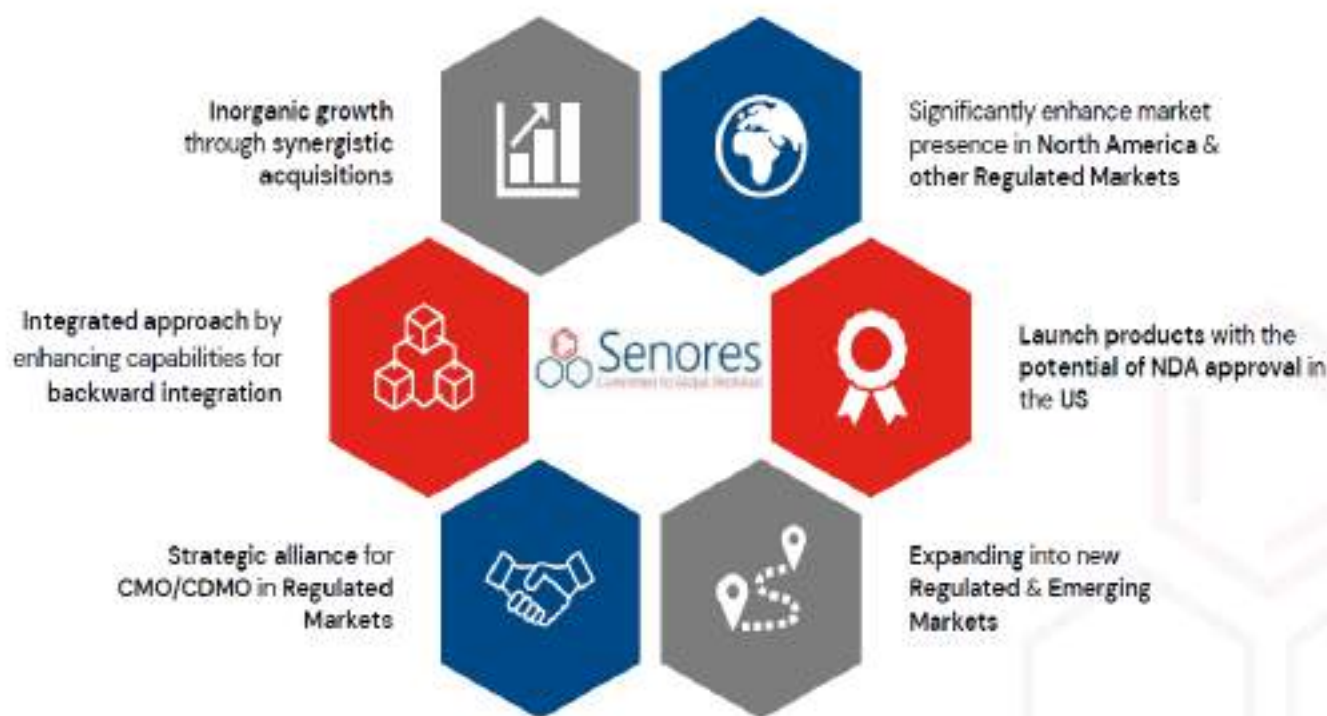 Inorganic growth
through synergistic
acquisitions
Significantly enhance market
presence in North America &
other Regulated Markets
Integrated approach by
enhancing capabilities for
backward integration
Senores
Launch products with the
potential of NDA approval in
the US
Strategic alliance for
CMO/CDMO in Regulated
Markets
Expanding into new
Regulated & Emerging
Markets